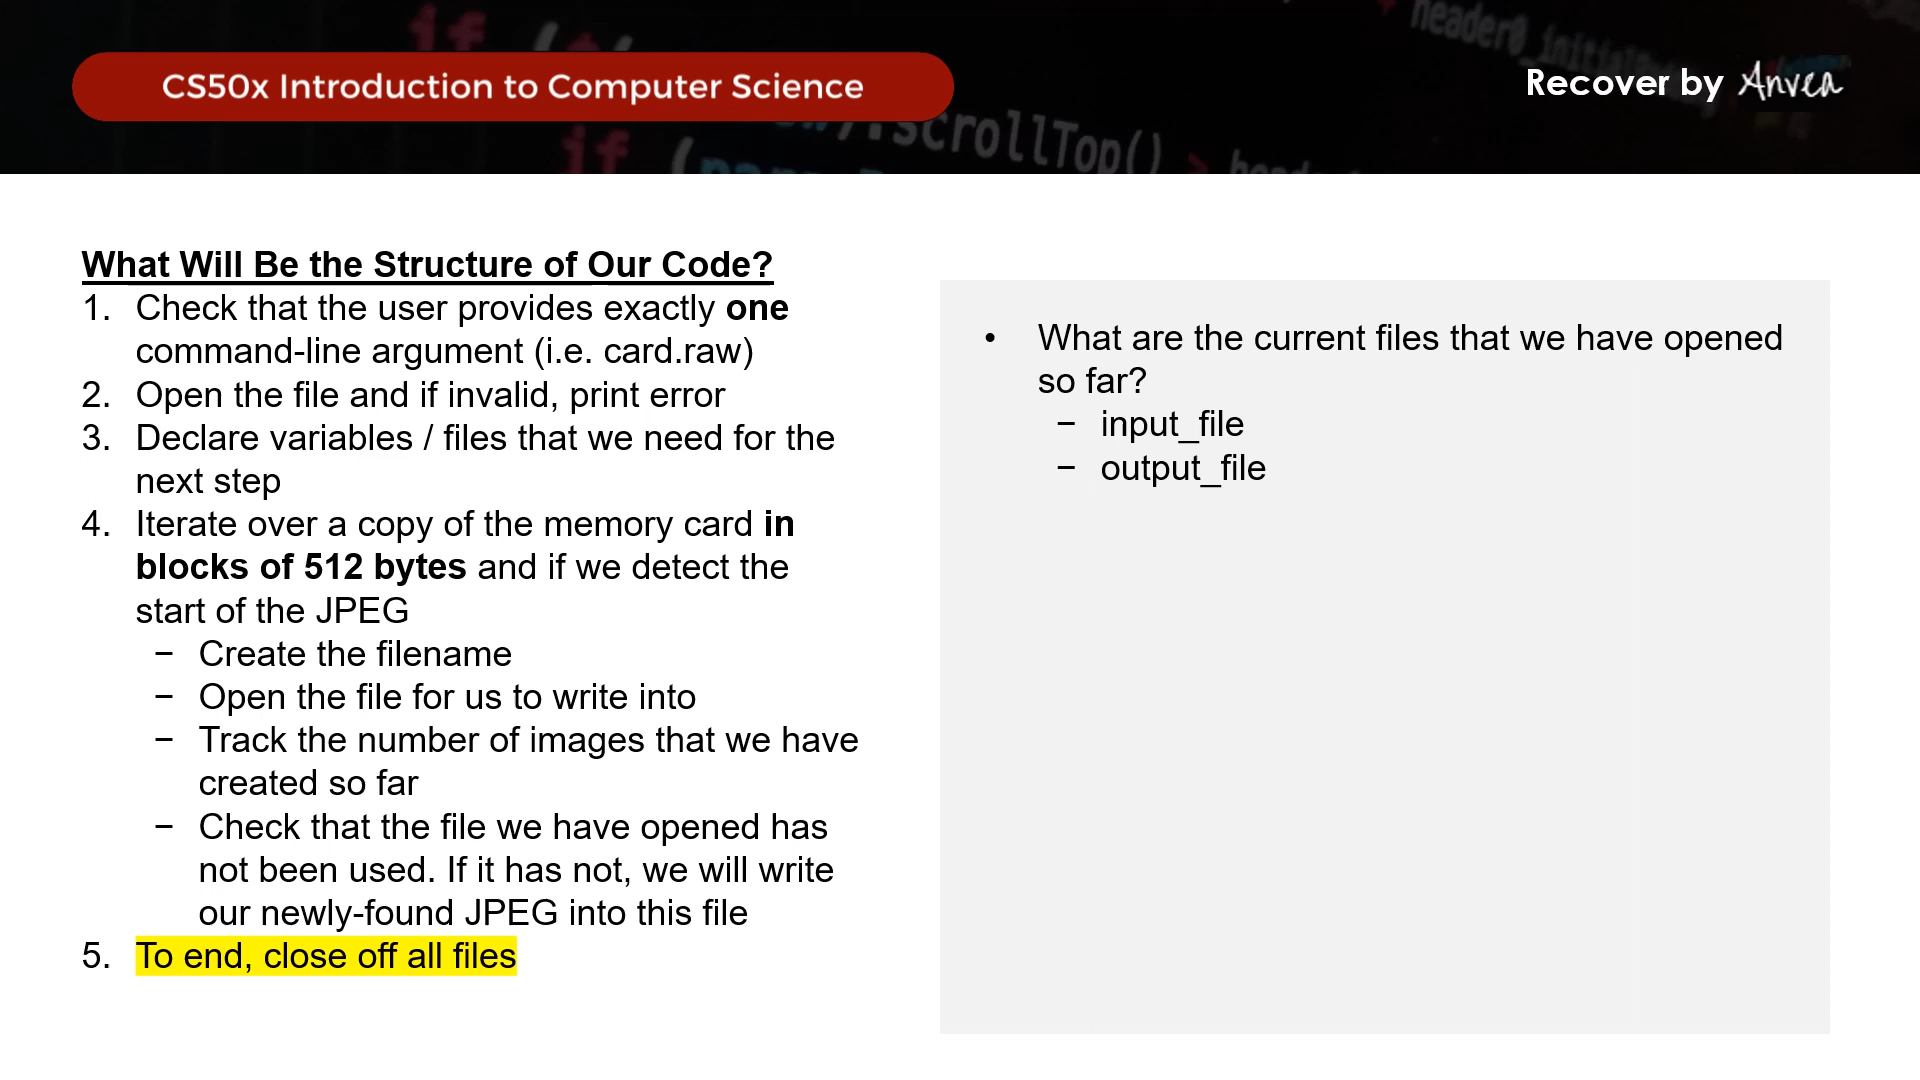 if (
header0_initial
CS50x Introduction to Computer Science
Recover by Anvea
.scrollTop() >
if (
What Will Be the Structure of Our Code?
1. Check that the user provides exactly one
command-line argument (i.e. card.raw)
2. Open the file and if invalid, print error
3. Declare variables / files that we need for the
next step
4. Iterate over a copy of the memory card in
blocks of 512 bytes and if we detect the
start of the JPEG
− Create the filename
− Open the file for us to write into
− Track the number of images that we have
created so far
− Check that the file we have opened has
not been used. If it has not, we will write
our newly-found JPEG into this file
5. To end, close off all files
• What are the current files that we have opened
so far?
− input_file
− output_file